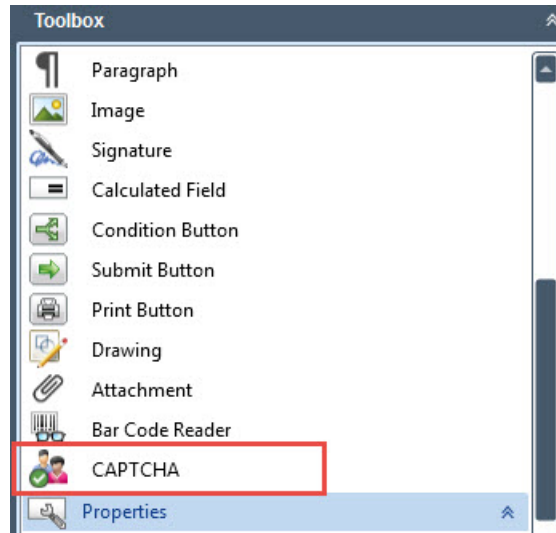 Toolbox
Paragraph
Image
Signature
Calculated Field
Condition Button
Submit Button
Print Button
Drawing
Attachment
Bar Code Reader
CAPTCHA
Properties